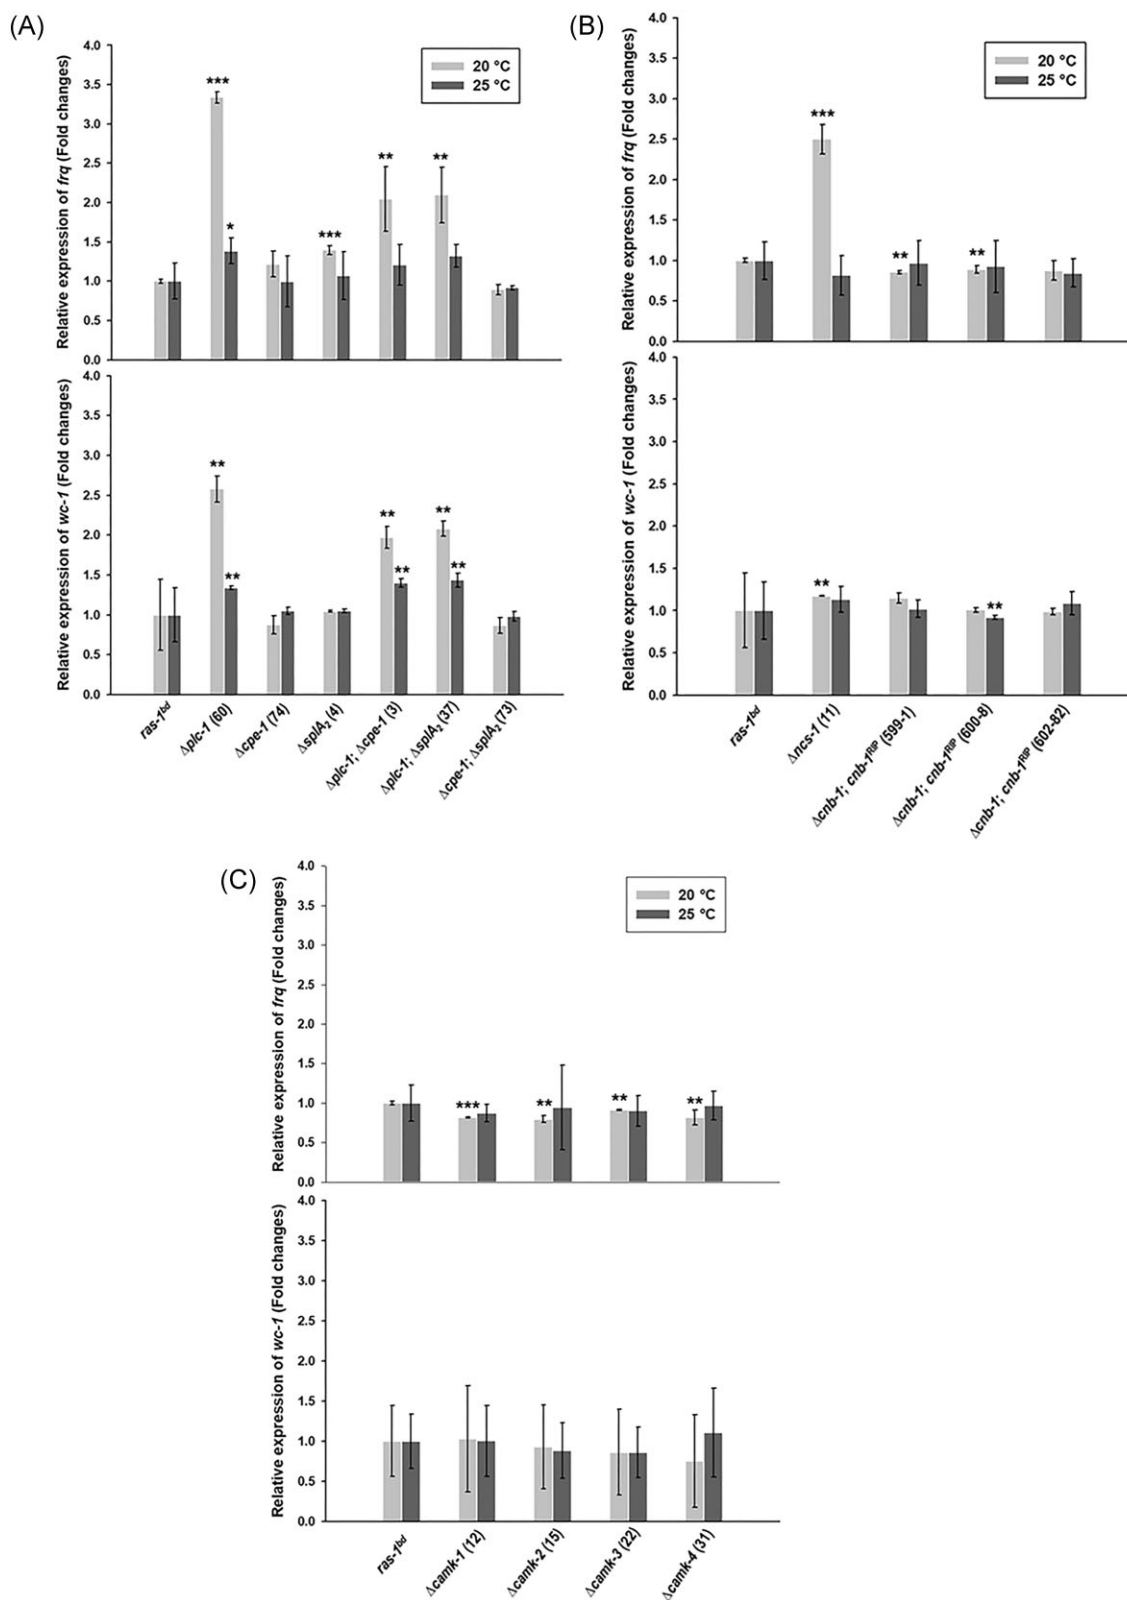 (A)
Relative expression of frq (Fold changes)
4.0
3.5
3.0
2.5
2.0
1.5
1.0
0.5
0.0
20 °C
25 °C
***
*
***
**
**
Relative expression of wc-1 (Fold changes)
4.0
3.5
3.0
2.5
2.0
1.5
1.0
0.5
0.0
**
**
**
**
**
**
ras-1ᵇᵈ
Δplc-1 (60)
Δcpe-1 (74)
ΔsplA₂ (4)
Δplc-1; Δcpe-1 (3)
Δplc-1; ΔsplA₂ (37)
Δcpe-1; ΔsplA₂ (73)
(B)
Relative expression of frq (Fold changes)
4.0
3.5
3.0
2.5
2.0
1.5
1.0
0.5
0.0
20 °C
25 °C
***
**
**
Relative expression of wc-1 (Fold changes)
4.0
3.5
3.0
2.5
2.0
1.5
1.0
0.5
0.0
**
**
ras-1ᵇᵈ
Δncs-1 (11)
Δcnb-1; cnb-1ᴿᴵᴾ (599-1)
Δcnb-1; cnb-1ᴿᴵᴾ (600-8)
Δcnb-1; cnb-1ᴿᴵᴾ (602-82)
(C)
Relative expression of frq (Fold changes)
4.0
3.5
3.0
2.5
2.0
1.5
1.0
0.5
0.0
20 °C
25 °C
***
**
**
**
Relative expression of wc-1 (Fold changes)
4.0
3.5
3.0
2.5
2.0
1.5
1.0
0.5
0.0
ras-1ᵇᵈ
Δcamk-1 (12)
Δcamk-2 (15)
Δcamk-3 (22)
Δcamk-4 (31)